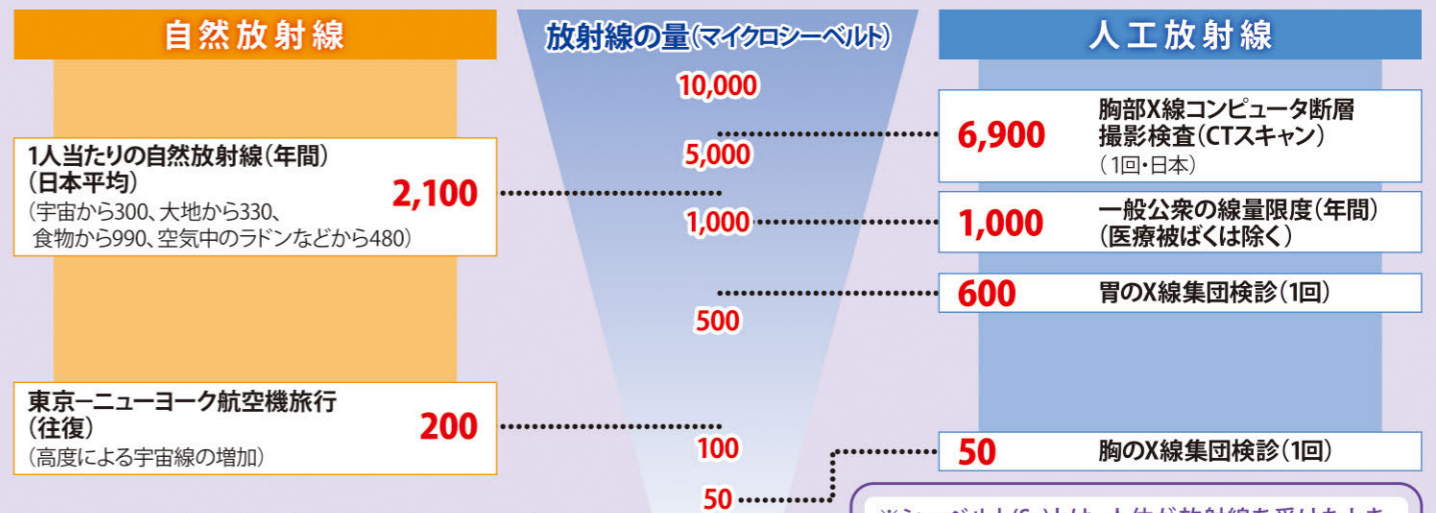 自然放射線
1人当たりの自然放射線（年間）
（日本平均）
2,100
（宇宙から300、大地から330、
食物から990、空気中のラドンなどから480）
東京ーニューヨーク航空機旅行
（往復）
200
（高度による宇宙線の増加）
放射線の量（マイクロシーベルト）
10,000
5,000
1,000
500
100
50
人工放射線
6,900
胸部X線コンピュータ断層
撮影検査（CTスキャン）
（1回・日本）
1,000
一般公衆の線量限度（年間）
（医療被ばくは除く）
600
胃のX線集団検診（1回）
50
胸のX線集団検診（1回）